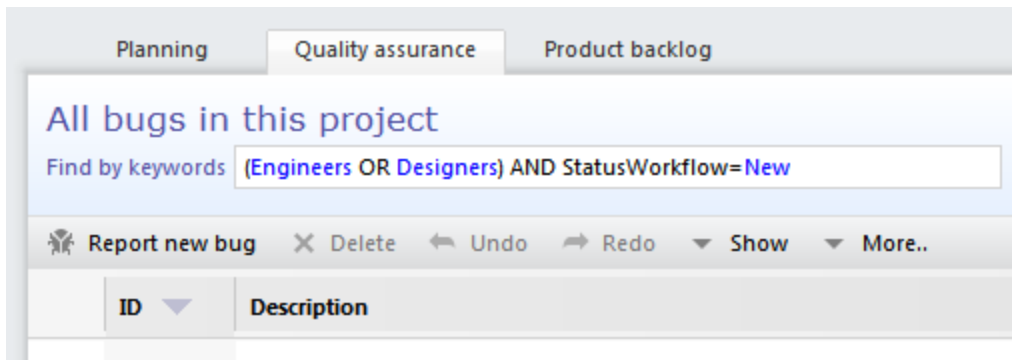 Planning Quality assurance Product backlog
All bugs in this project
Find by keywords (Engineers OR Designers) AND StatusWorkflow=New
Report new bug Delete Undo Redo Show More..
ID Description